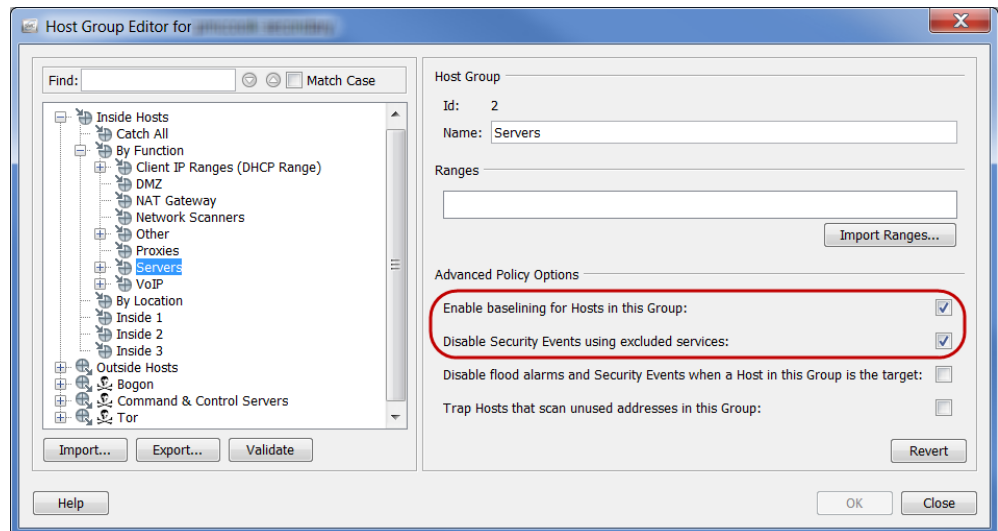 Host Group Editor for
Find:
Match Case
Inside Hosts
Catch All
By Function
Client IP Ranges (DHCP Range)
DMZ
NAT Gateway
Network Scanners
Other
Proxies
Servers
VoIP
By Location
Inside 1
Inside 2
Inside 3
Outside Hosts
Bogon
Command & Control Servers
Tor
Import...
Export...
Validate
Host Group
Id: 2
Name: Servers
Ranges
Import Ranges...
Advanced Policy Options
Enable baselining for Hosts in this Group:
Disable Security Events using excluded services:
Disable flood alarms and Security Events when a Host in this Group is the target:
Trap Hosts that scan unused addresses in this Group:
Revert
Help
OK
Close